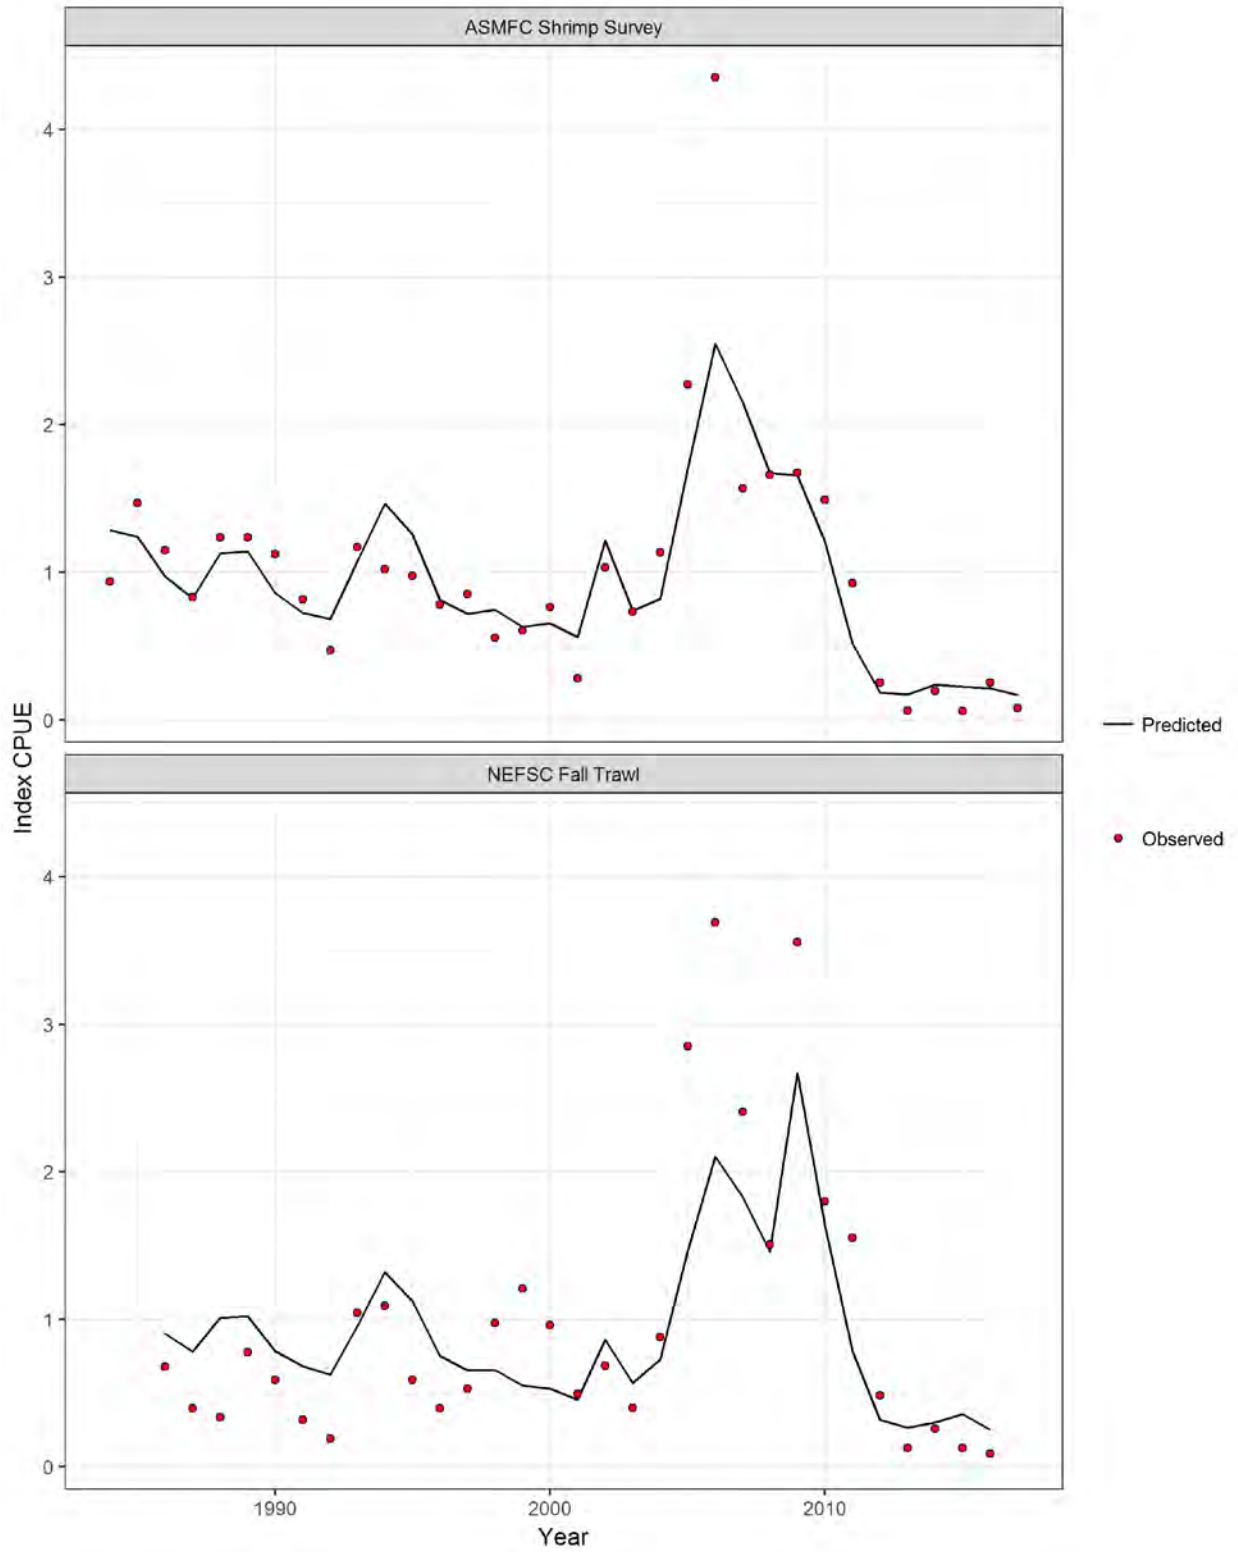 ASMFC Shrimp Survey
4
3
2
1
0
Index CPUE
Predicted
Observed
NEFSC Fall Trawl
4
3
2
1
0
1990 2000 2010
Year